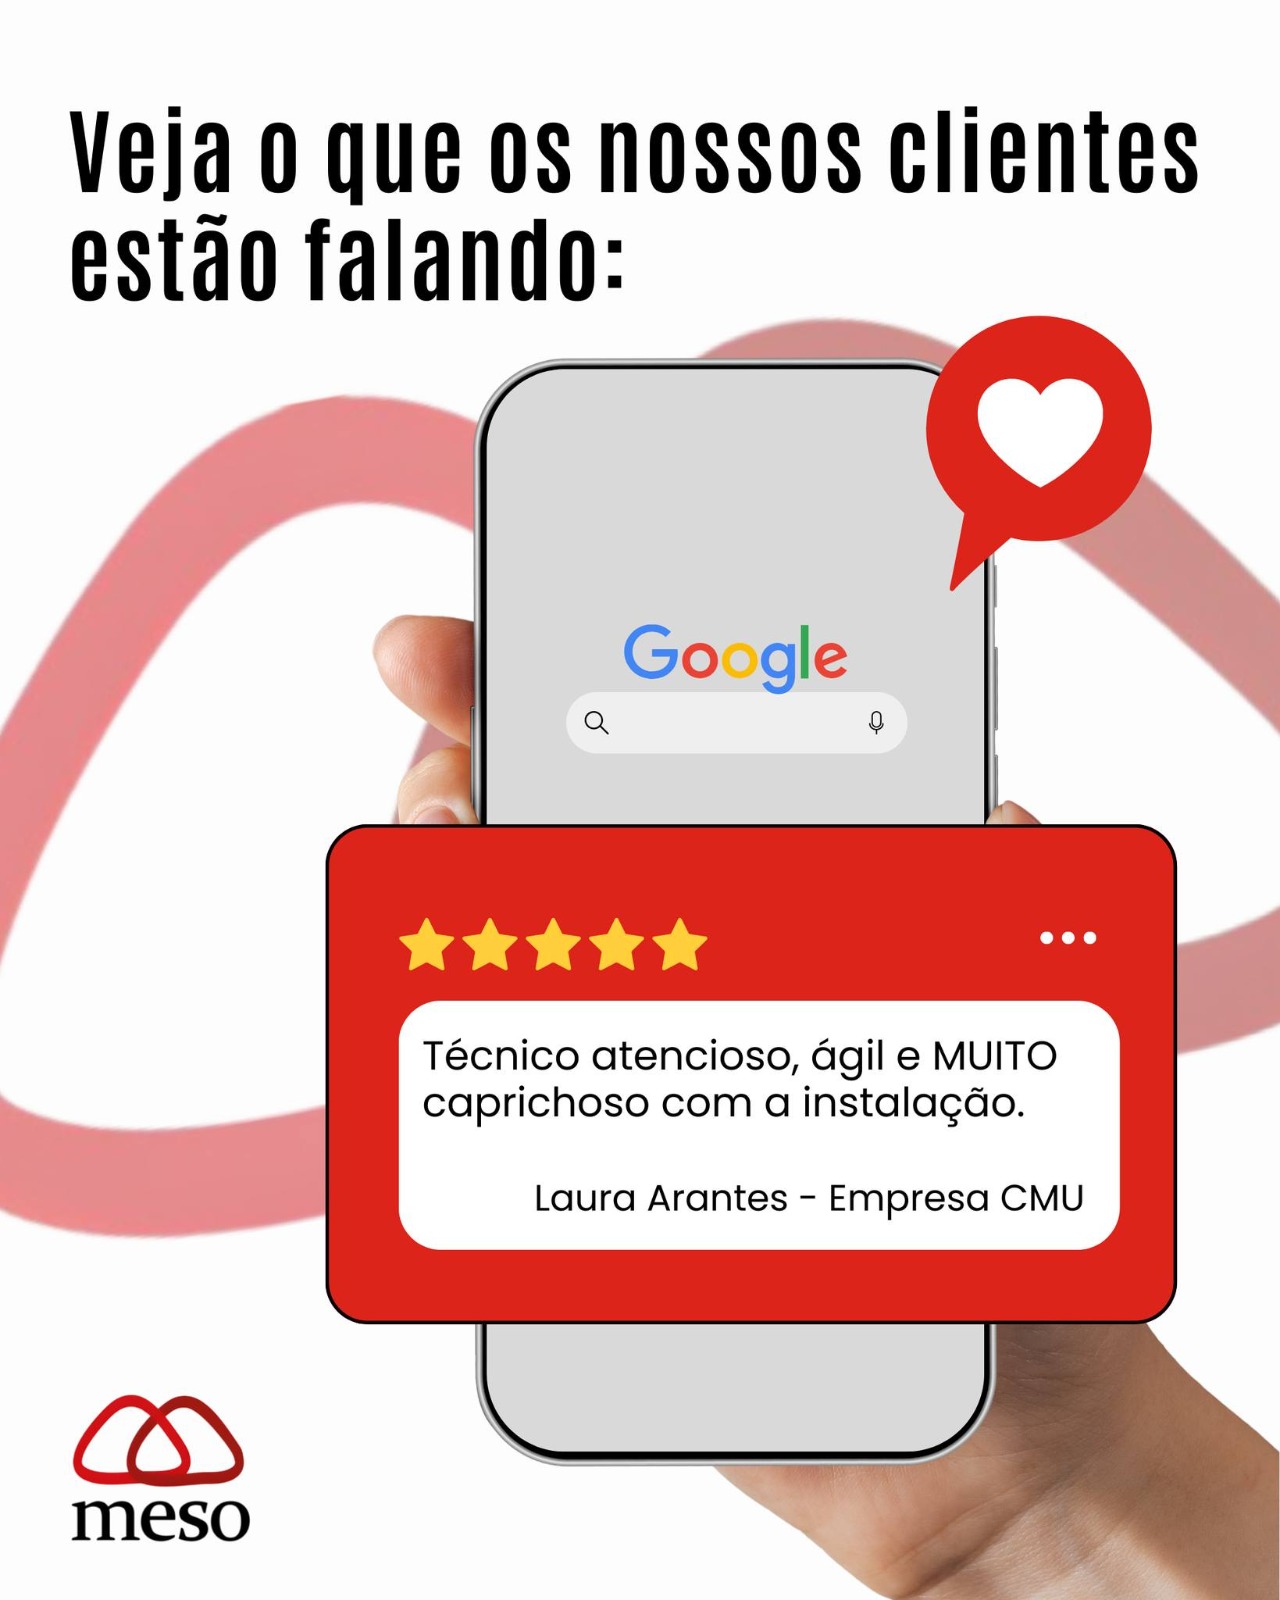 Veja o que os nossos clientes
estão falando:
Google
Técnico atencioso, ágil e MUITO
caprichoso com a instalação.
Laura Arantes - Empresa CMU
meso